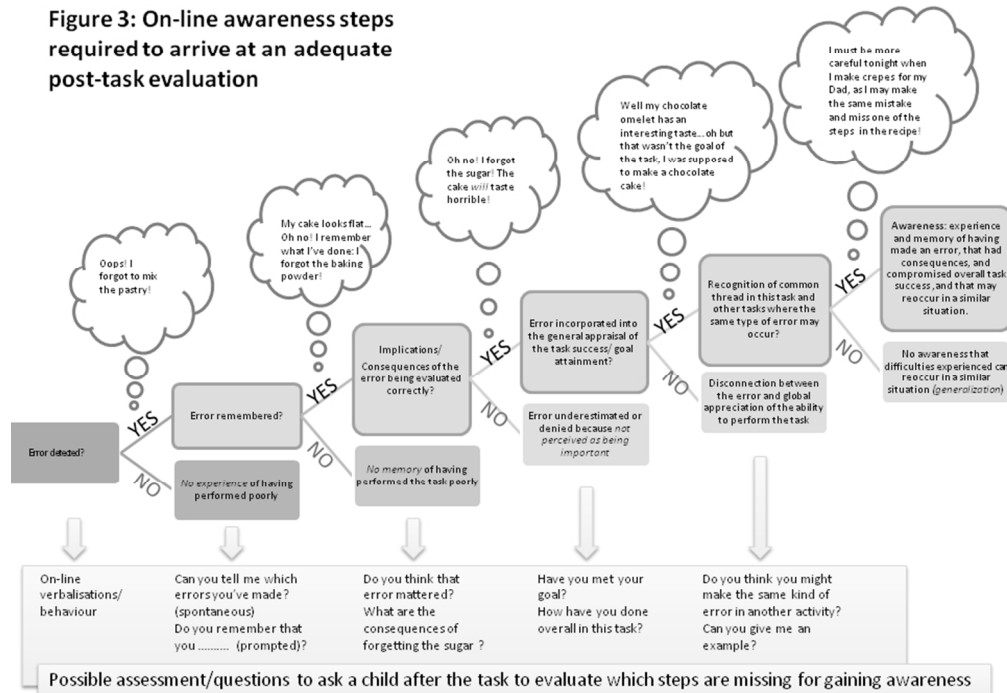 Figure 3: On-line awareness steps
required to arrive at an adequate
post-task evaluation
Oops! I
forgot to mix
the pastry!
My cake looks flat...
Oh no! I remember
what I've done: I
forgot the baking
powder!
Oh no! I forgot
the sugar! The
cake will taste
horrible!
Well my chocolate
omelet has an
interesting taste...oh but
that wasn't the goal of
the task, I was supposed
to make a chocolate
cake!
I must be more
careful tonight when
I make crepes for my
Dad, as I may make
the same mistake
and miss one of the
steps in the recipe!
Error detected?
YES
NO
Error remembered?
No experience of having
performed poorly
YES
NO
Implications/
Consequences of the
error being evaluated
correctly?
No memory of having
performed the task poorly
YES
NO
Error incorporated into
the general appraisal of
the task success/ goal
attainment?
Error underestimated or
denied because not
perceived as being
important
YES
NO
Recognition of common
thread in this task and
other tasks where the
same type of error may
occur?
Disconnection between
the error and global
appreciation of the ability
to perform the task
YES
NO
Awareness: experience
and memory of having
made an error, that had
consequences, and
compromised overall task
success, and that may
reoccur in a similar
situation.
No awareness that
difficulties experienced can
reoccur in a similar
situation (generalization)
On-line
verbalisations/
behaviour
Can you tell me which
errors you've made?
(spontaneous)
Do you remember that
you .......... (prompted)?
Do you think that
error mattered?
What are the
consequences of
forgetting the sugar ?
Have you met your
goal?
How have you done
overall in this task?
Do you think you might
make the same kind of
error in another activity?
Can you give me an
example?
Possible assessment/questions to ask a child after the task to evaluate which steps are missing for gaining awareness